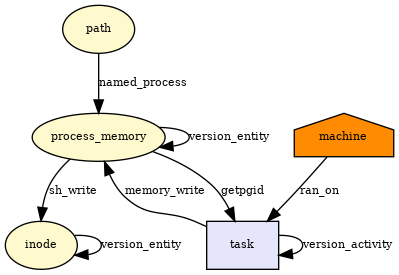 path
named_process
process_memory
version_entity
machine
sh_write
memory_write
getpgid
ran_on
inode
version_entity
task
version_activity